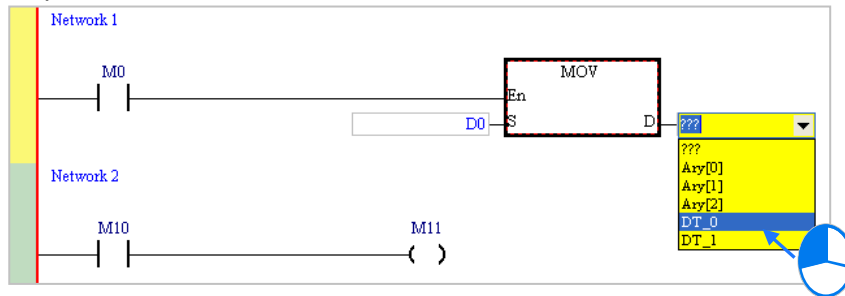 Network 1
M0
MOV
En
D0 S D ???
???
Ary[0]
Ary[1]
Ary[2]
DT_0
DT_1
Network 2
M10 M11
( )